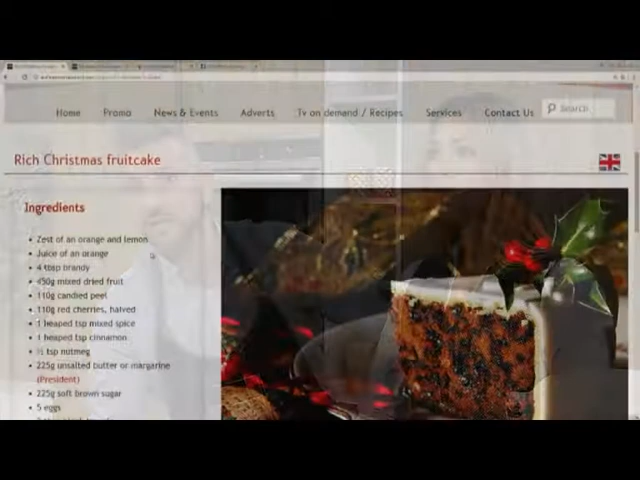 Home Promo News & Events Adverts Tv on demand / Recipes Services Contact Us Search
Rich Christmas fruitcake
Ingredients
Zest of an orange and lemon
Juice of an orange
4 tbsp brandy
450g mixed dried fruit
110g candied peel
110g red cherries, halved
1 heaped tsp mixed spice
1 heaped tsp cinnamon
½ tsp nutmeg
225g unsalted butter or margarine
(President)
225g soft brown sugar
5 eggs